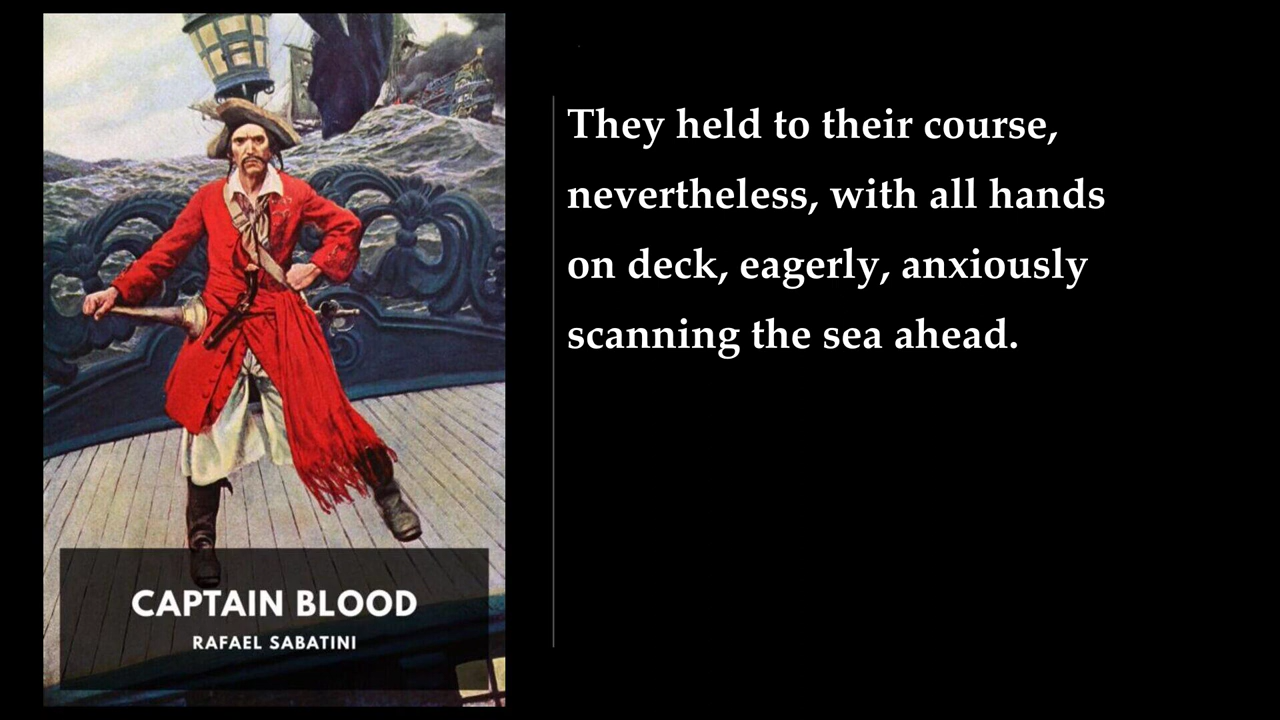 They held to their course,
nevertheless, with all hands
on deck, eagerly, anxiously
scanning the sea ahead.
CAPTAIN BLOOD
RAFAEL SABATINI